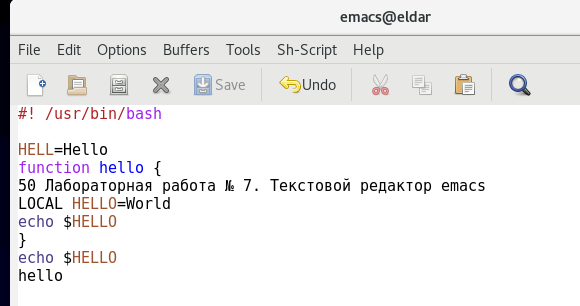 emacs@eldar
File Edit Options Buffers Tools Sh-Script Help
Save Undo
#! /usr/bin/bash
HELL=Hello
function hello {
50 Лабораторная работа № 7. Текстовой редактор emacs
LOCAL HELLO=World
echo $HELLO
}
echo $HELLO
hello